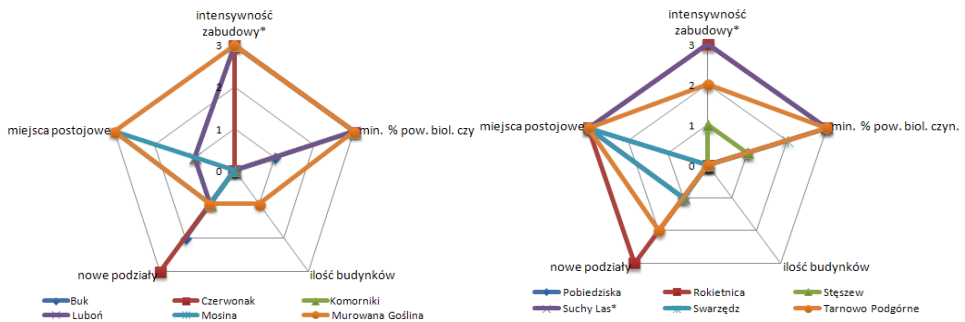 intensywność
zabudowy*
3
2
1
0
miejsca postojowe
min. % pow. biol. czy
nowe podziały
ilość budynków
Buk
Czerwonak
Komorniki
Luboń
Mosina
Murowana Goślina
intensywność
zabudowy*
3
2
1
0
miejsca postojowe
min. % pow. biol. czyn.
nowe podziały
ilość budynków
Pobiedziska
Rokietnica
Stęszew
Suchy Las*
Swarzędz
Tarnowo Podgórne